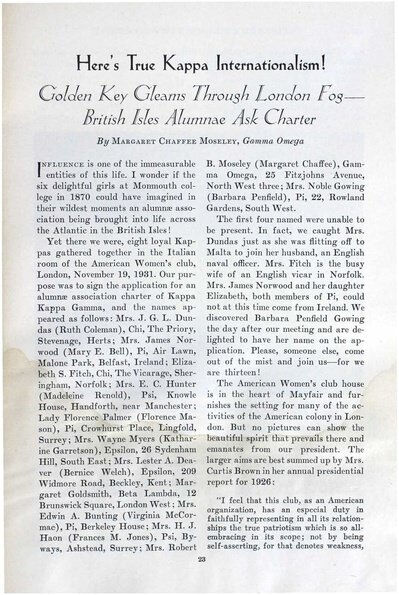 Here's True Kappa Internationalism!
Golden Key Gleams Through London Fog—
British Isles Alumnae Ask Charter
By MARGARET CHAFFEE MOSELEY, Gamma Omega
INFLUENCE is one of the immeasurable
entities of this life. I wonder if the
six delightful girls at Monmouth col-
lege in 1870 could have imagined in
their wildest moments an alumnæ asso-
ciation being brought into life across
the Atlantic in the British Isles!
Yet there we were, eight loyal Kap-
pas gathered together in the Italian
room of the American Women's club,
London, November 19, 1931. Our pur-
pose was to sign the application for an
alumnæ association charter of Kappa
Kappa Gamma, and the names ap-
peared as follows: Mrs. J. G. L. Dun-
das (Ruth Coleman), Chi, The Priory,
Stevenage, Herts; Mrs. James Nor-
wood (Mary E. Bell), Pi, Air Lawn,
Malone Park, Belfast, Ireland; Eliza-
beth S. Fitch, Chi, The Vicarage, Sher-
ingham, Norfolk; Mrs. E. C. Hunter
(Madeleine Renold), Psi, Knowle
House, Handforth, near Manchester;
Lady Florence Palmer (Florence Ma-
son), Pi, Crowhurst Place, Lingfold,
Surrey; Mrs. Wayne Myers (Kathar-
ine Garretson), Epsilon, 26 Sydenham
Hill, South East; Mrs. Lester A. Dea-
ver (Bernice Welch), Epsilon, 209
Widmore Road, Beckley, Kent; Mar-
garet Goldsmith, Beta Lambda, 12
Brunswick Square, London West; Mrs.
Edwin A. Bunting (Virginia McCor-
mac), Pi, Berkeley House; Mrs. H. J.
Haon (Frances M. Jones), Psi, By-
ways, Ashstead, Surrey; Mrs. Robert
B. Moseley (Margaret Chaffee), Gam-
ma Omega, 25 Fitzjohns Avenue,
North West three; Mrs. Noble Gowing
(Barbara Penfield), Pi, 22, Rowland
Gardens, South West.
The first four named were unable to
be present. In fact, we caught Mrs.
Dundas just as she was flitting off to
Malta to join her husband, an English
naval officer. Mrs. Fitch is the busy
wife of an English vicar in Norfolk.
Mrs. James Norwood and her daughter
Elizabeth, both members of Pi, could
not at this time come from Ireland. We
discovered Barbara Penfield Gowing
the day after our meeting and are de-
lighted to have her name on the ap-
plication. Please, someone else, come
out of the mist and join us—for we
are thirteen!
The American Women's club house
is in the heart of Mayfair and fur-
nishes the setting for many of the ac-
tivities of the American colony in Lon-
don. But no pictures can show the
beautiful spirit that prevails there and
emanates from our president. The
larger aims are best summed up by Mrs.
Curtis Brown in her annual presidential
report for 1926:
"I feel that this club, as an American
organization, has an especial duty in
faithfully representing in all its relation-
ships the true patriotism which is so all-
embracing in its scope; not by being
self-asserting, for that denotes weakness,
23